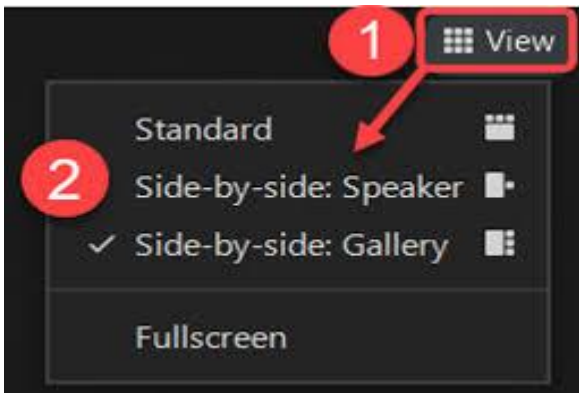 1
View
Standard
2
Side-by-side: Speaker
Side-by-side: Gallery
Fullscreen